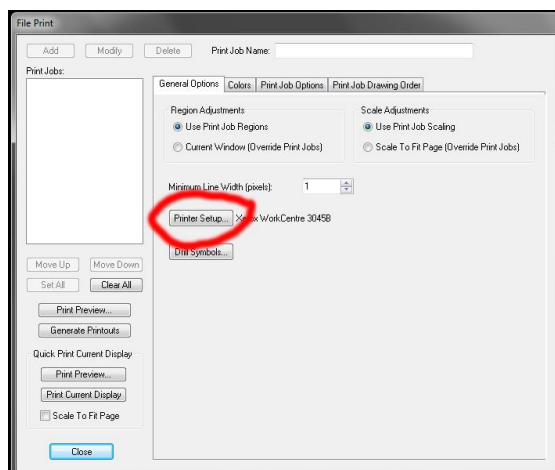 File Print
Add Modify Delete Print Job Name:
Print Jobs:
General Options Colors Print Job Options Print Job Drawing Order
Region Adjustments Scale Adjustments
Use Print Job Regions Use Print Job Scaling
Current Window (Override Print Jobs) Scale To Fit Page (Override Print Jobs)
Minimum Line Width (pixels): 1
Printer Setup... Xerox WorkCentre 3045B
Drill Symbols...
Move Up Move Down
Set All Clear All
Print Preview...
Generate Printouts
Quick Print Current Display
Print Preview...
Print Current Display
Scale To Fit Page
Close